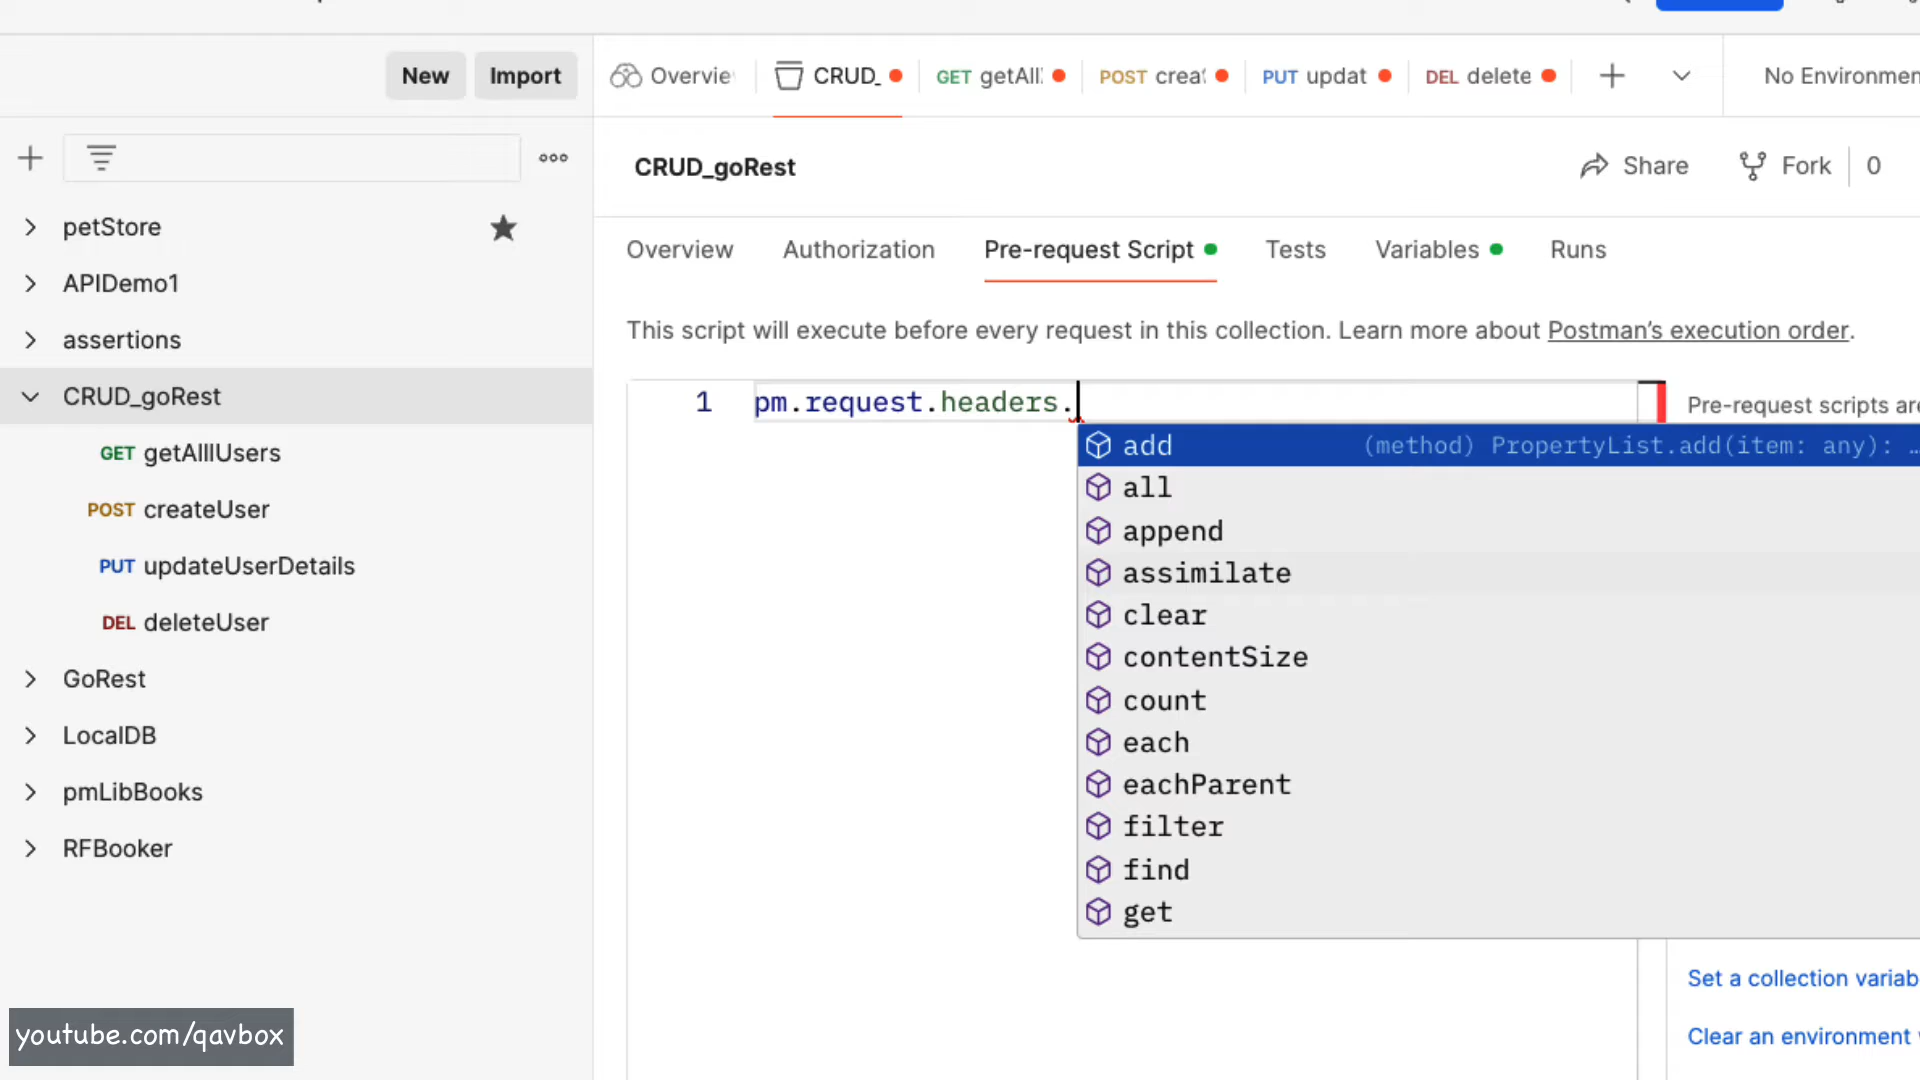 New
Import
Overvie
CRUD_
GET getAll
POST crea
PUT updat
DEL delete
No Environmen
CRUD_goRest
Share
Fork
0
petStore
APIDemo1
assertions
CRUD_goRest
GET getAlllUsers
POST createUser
PUT updateUserDetails
DEL deleteUser
GoRest
LocalDB
pmLibBooks
RFBooker
Overview
Authorization
Pre-request Script
Tests
Variables
Runs
This script will execute before every request in this collection. Learn more about Postman's execution order.
1 pm.request.headers.
Pre-request scripts are
add (method) PropertyList.add(item: any): …
all
append
assimilate
clear
contentSize
count
each
eachParent
filter
find
get
Set a collection variab
Clear an environment
youtube.com/qavbox